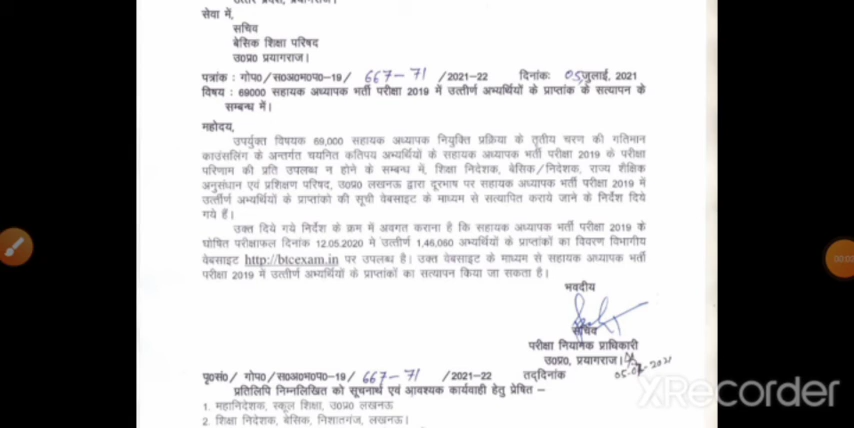 उत्तर प्रदेश, प्रयागराज।
सेवा में,
सचिव
बेसिक शिक्षा परिषद
उ0प्र0 प्रयागराज।
पत्रांक : गोप0/स0अ0भ0प0-19/ 667-71 /2021-22 दिनांकः 05,जुलाई, 2021
विषय : 69000 सहायक अध्यापक भर्ती परीक्षा 2019 में उत्तीर्ण अभ्यर्थियों के प्राप्तांक के सत्यापन के
सम्बन्ध में।
महोदय,
उपर्युक्त विषयक 69,000 सहायक अध्यापक नियुक्ति प्रक्रिया के तृतीय चरण की गतिमान
काउंसलिंग के अन्तर्गत चयनित कतिपय अभ्यर्थियों के सहायक अध्यापक भर्ती परीक्षा 2019 के परीक्षा
परिणाम की प्रति उपलब्ध न होने के सम्बन्ध में, शिक्षा निदेशक, बेसिक/निदेशक, राज्य शैक्षिक
अनुसंधान एवं प्रशिक्षण परिषद, उ0प्र0 लखनऊ द्वारा दूरभाष पर सहायक अध्यापक भर्ती परीक्षा 2019 में
उत्तीर्ण अभ्यर्थियों के प्राप्तांको की सूची वेबसाइट के माध्यम से सत्यापित कराये जाने के निर्देश दिये
गये हैं।
उक्त दिये गये निर्देश के क्रम में अवगत कराना है कि सहायक अध्यापक भर्ती परीक्षा 2019 के
घोषित परीक्षाफल दिनांक 12.05.2020 मे उत्तीर्ण 1,46,060 अभ्यर्थियों के प्राप्तांकों का विवरण विभागीय
वेबसाइट http://btcexam.in पर उपलब्ध है। उक्त वेबसाइट के माध्यम से सहायक अध्यापक भर्ती
परीक्षा 2019 में उत्तीर्ण अभ्यर्थियों के प्राप्तांकों का सत्यापन किया जा सकता है।
भवदीय
सचिव
परीक्षा नियामक प्राधिकारी
उ0प्र0, प्रयागराज।
05-07-2021
पृ0सं0/ गोप0/स0अ0भ0प0-19/ 667-71 /2021-22 तद्दिनांक
प्रतिलिपि निम्नलिखित को सूचनार्थ एवं आवश्यक कार्यवाही हेतु प्रेषित –
1. महानिदेशक, स्कूल शिक्षा, उ0प्र0 लखनऊ
2. शिक्षा निदेशक, बेसिक, निशातगंज, लखनऊ।
XRecorder